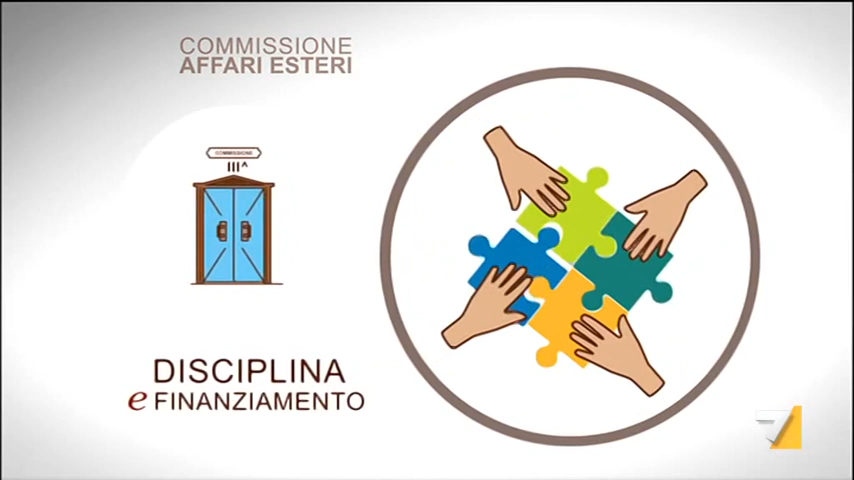 COMMISSIONE
AFFARI ESTERI
COMMISSIONE
III^
DISCIPLINA
e FINANZIAMENTO